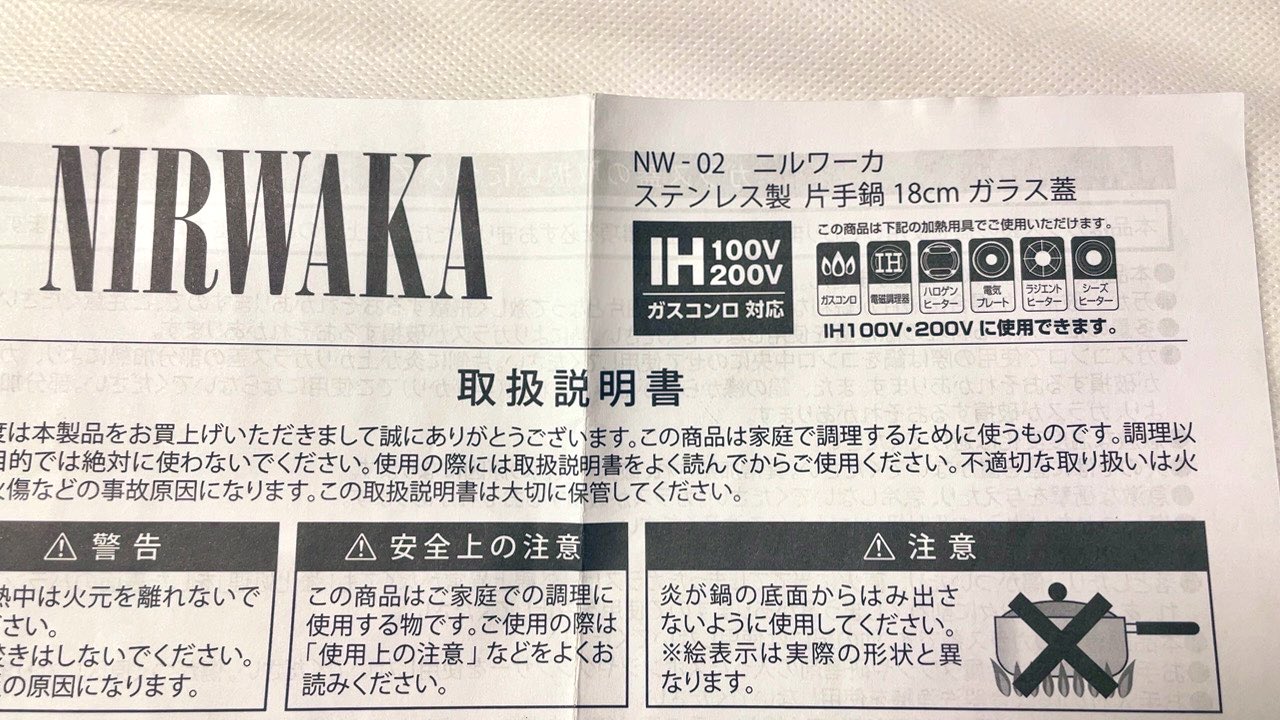 NIRWAKA
NW - 02 ニルワーカ
ステンレス製 片手鍋 18cm ガラス蓋
IH 100V 200V
ガスコンロ 対応
この商品は下記の加熱用具でご使用いただけます。
ガスコンロ
IH 電磁調理器
ハロゲンヒーター
電気プレート
ラジエントヒーター
シーズヒーター
IH100V・200Vに使用できます。
取扱説明書
度は本製品をお買上げいただきまして誠にありがとうございます。この商品は家庭で調理するために使うものです。調理以
目的では絶対に使わないでください。使用の際には取扱説明書をよく読んでからご使用ください。不適切な取り扱いは火
火傷などの事故原因になります。この取扱説明書は大切に保管してください。
⚠ 警告
熱中は火元を離れないで
ださい。
焚きはしないでください。
の原因になります。
⚠ 安全上の注意
この商品はご家庭での調理に
使用する物です。ご使用の際は
「使用上の注意」などをよくお
読みください。
⚠ 注意
炎が鍋の底面からはみ出さ
ないように使用してください。
※絵表示は実際の形状と異
なります。